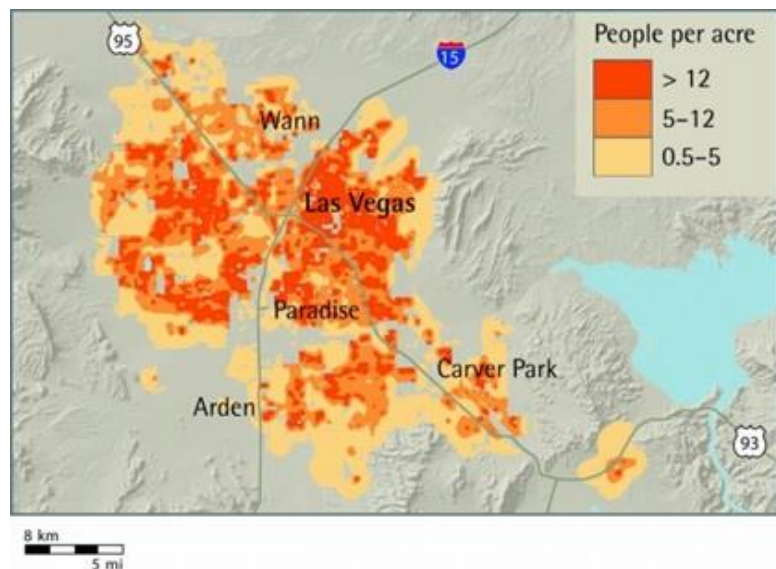 95
15
People per acre
> 12
5–12
0.5–5
Wann
Las Vegas
Paradise
Carver Park
Arden
93
8 km
5 mi